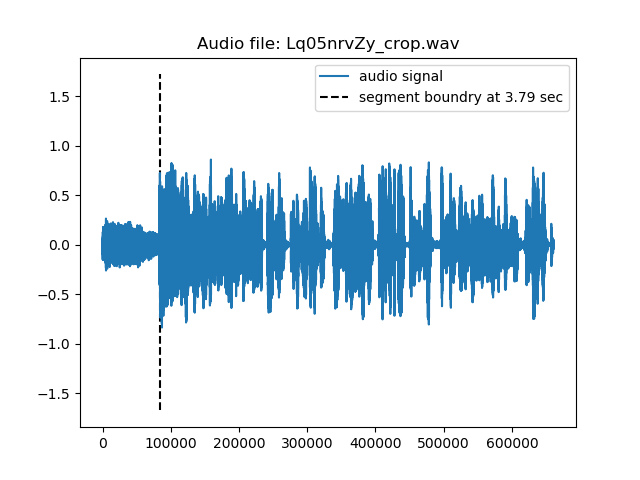 Audio file: Lq05nrvZy_crop.wav
audio signal
segment boundry at 3.79 sec
1.5
1.0
0.5
0.0
−0.5
−1.0
−1.5
0 100000 200000 300000 400000 500000 600000